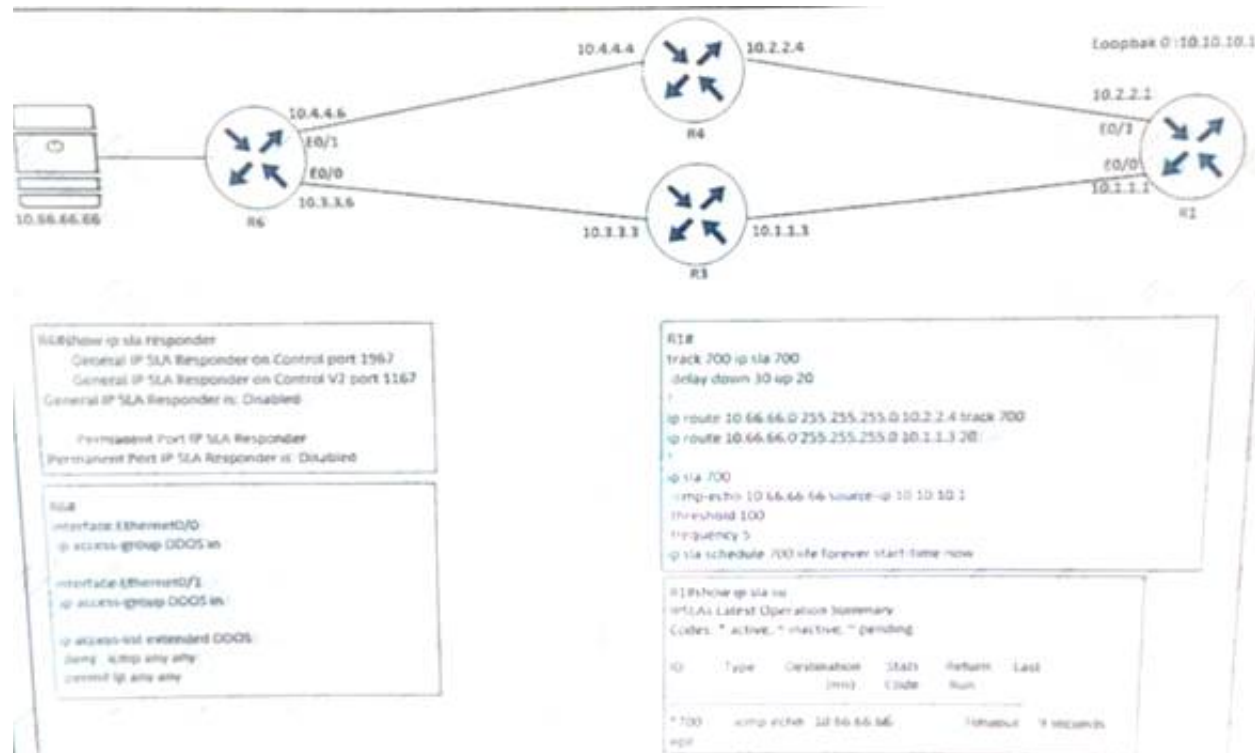 10.4.4.4
10.2.2.4
Loopbak 0:10.10.10.1
10.2.2.1
10.4.4.6
E0/1
R4
E0/1
E0/0
E0/0
10.1.1.1
10.66.66.66
R6
10.3.3.6
R1
10.3.3.3
10.1.1.3
R3
R6#show ip sla responder
General IP SLA Responder on Control port 1967
General IP SLA Responder on Control V2 port 1167
General IP SLA Responder is: Disabled
Permanent Port IP SLA Responder
Permanent Port IP SLA Responder is: Disabled
R6#
interface Ethernet0/0
ip access-group DDOS in
interface Ethernet0/1
ip access-group DDOS in
ip access-list extended DDOS
deny icmp any any
permit ip any any
R1#
track 700 ip sla 700
delay down 30 up 20
!
ip route 10.66.66.0 255.255.255.0 10.2.2.4 track 700
ip route 10.66.66.0 255.255.255.0 10.1.1.3 20
!
ip sla 700
icmp-echo 10.66.66.66 source-ip 10.10.10.1
threshold 100
frequency 5
ip sla schedule 700 life forever start-time now
R1#show ip sla su
IPSLAs Latest Operation Summary
Codes: * active, ^ inactive, ~ pending
ID Type Destination Stats Return Last
(ms) Code Run
*700 icmp-echo 10.66.66.66 Timeout 9 seconds
ago